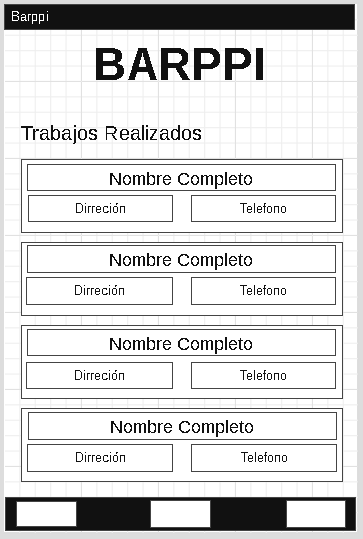 Barppi
BARPPI
Trabajos Realizados
Nombre Completo
Dirreción Telefono
Nombre Completo
Dirreción Telefono
Nombre Completo
Dirreción Telefono
Nombre Completo
Dirreción Telefono